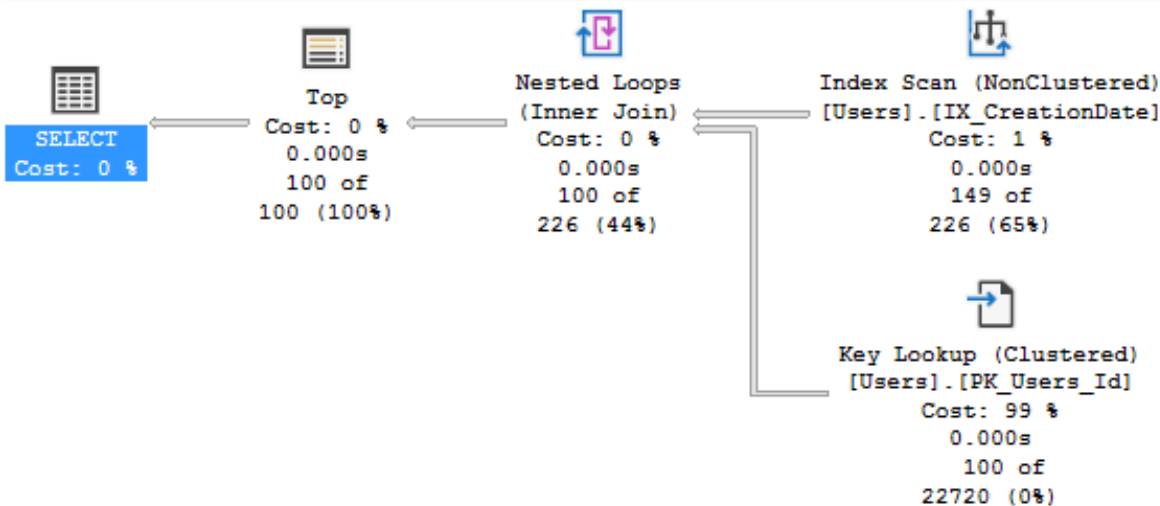 SELECT
Cost: 0 %
Top
Cost: 0 %
0.000s
100 of
100 (100%)
Nested Loops
(Inner Join)
Cost: 0 %
0.000s
100 of
226 (44%)
Index Scan (NonClustered)
[Users].[IX_CreationDate]
Cost: 1 %
0.000s
149 of
226 (65%)
Key Lookup (Clustered)
[Users].[PK_Users_Id]
Cost: 99 %
0.000s
100 of
22720 (0%)